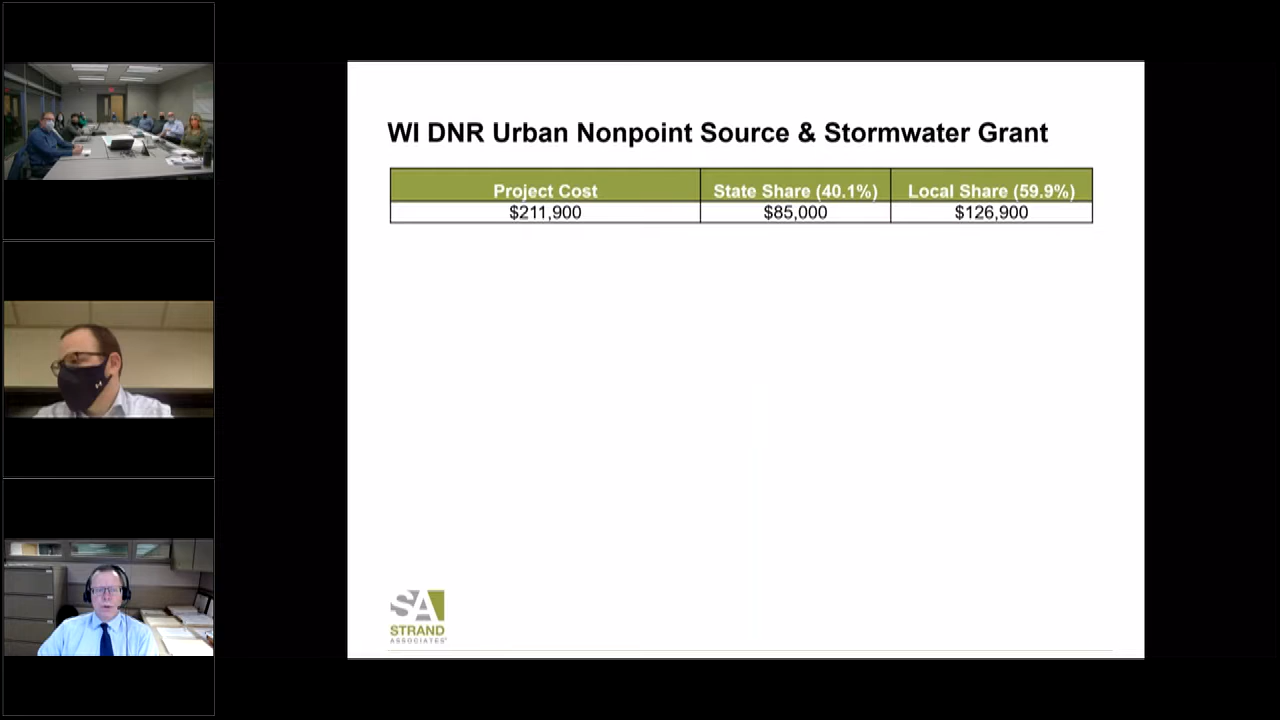 WI DNR Urban Nonpoint Source & Stormwater Grant
Project Cost State Share (40.1%) Local Share (59.9%)
$211,900 $85,000 $126,900
SA
STRAND
ASSOCIATES